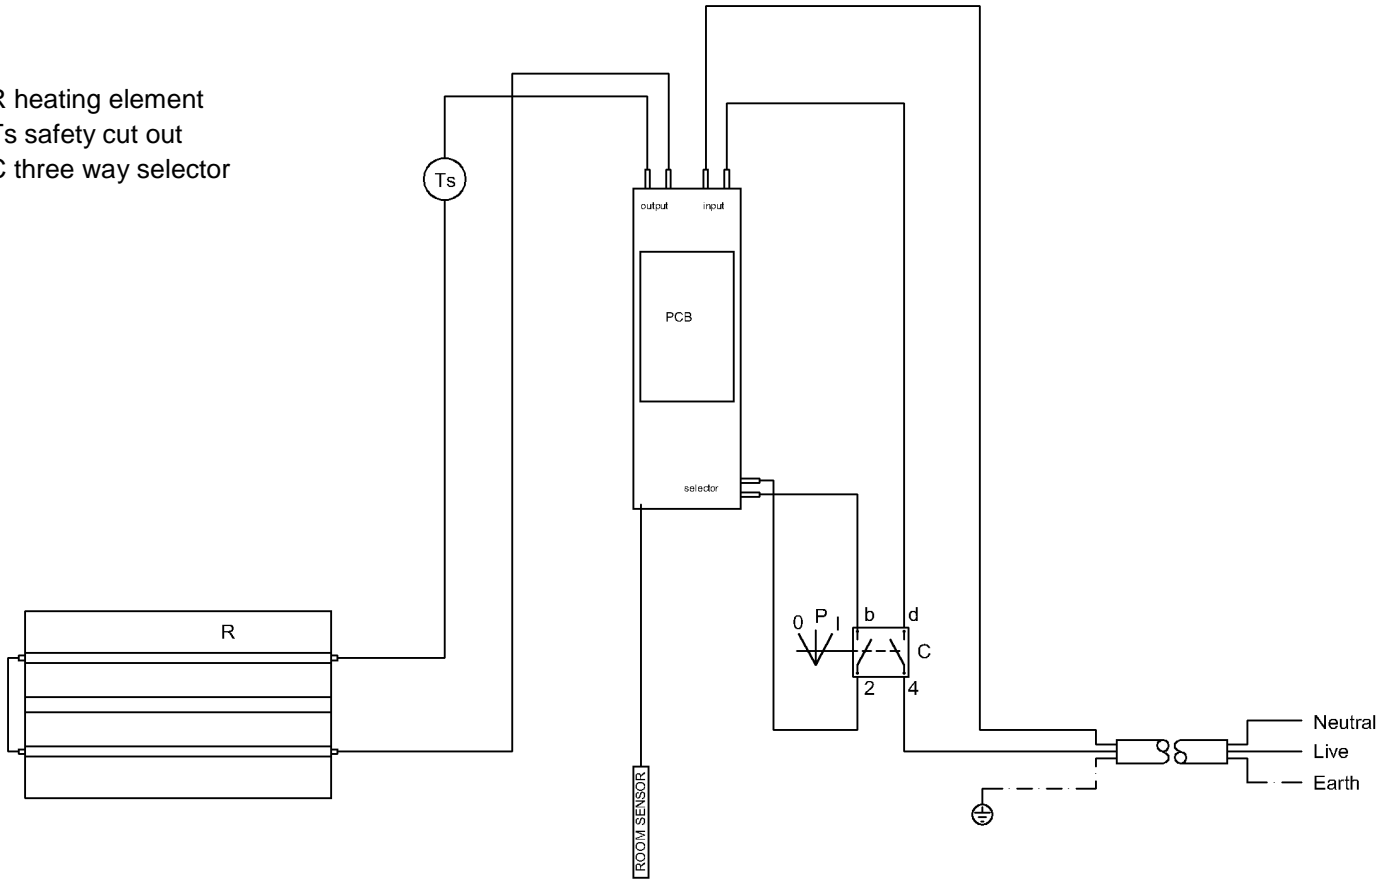 R heating element
Ts safety cut out
C three way selector
Ts
output input
PCB
selector
R
0 P I
b d
C
2 4
ROOM SENSOR
Neutral
Live
Earth